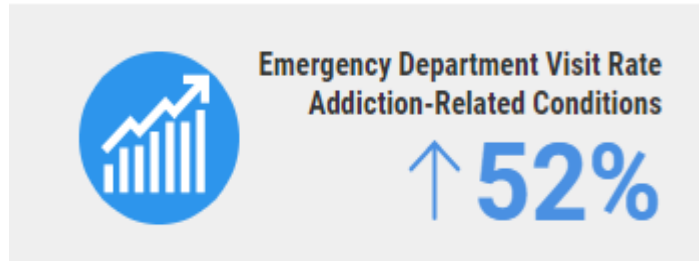 Emergency Department Visit Rate
Addiction-Related Conditions
↑52%